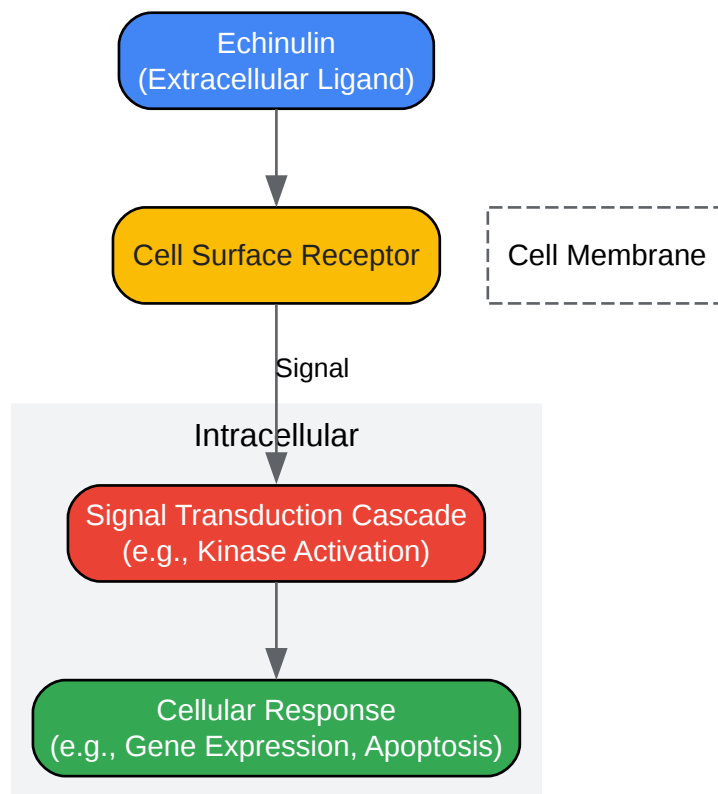 Echinulin
(Extracellular Ligand)
Cell Surface Receptor
Cell Membrane
Signal
Intracellular
Signal Transduction Cascade
(e.g., Kinase Activation)
Cellular Response
(e.g., Gene Expression, Apoptosis)